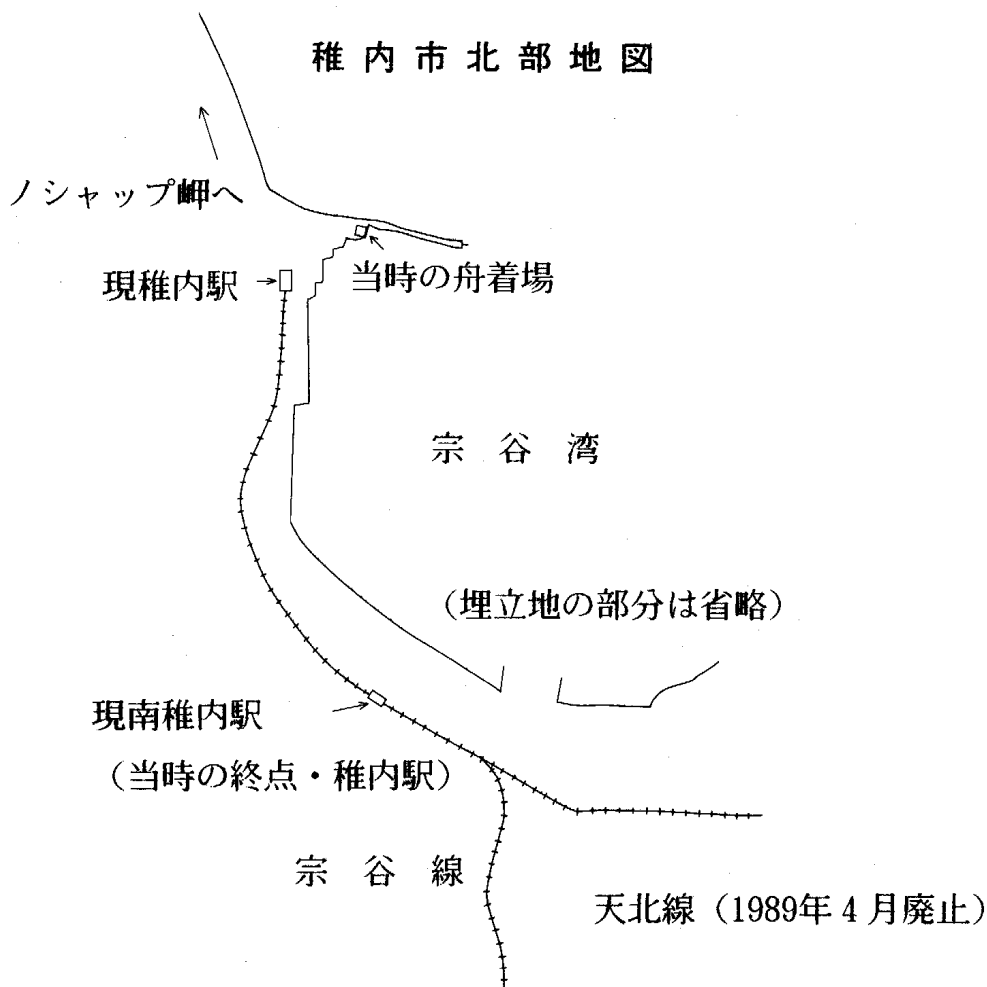 稚内市北部地図
ノシャップ岬へ
当時の舟着場
現稚内駅
宗谷湾
（埋立地の部分は省略）
現南稚内駅
（当時の終点・稚内駅）
宗谷線
天北線（1989年4月廃止）